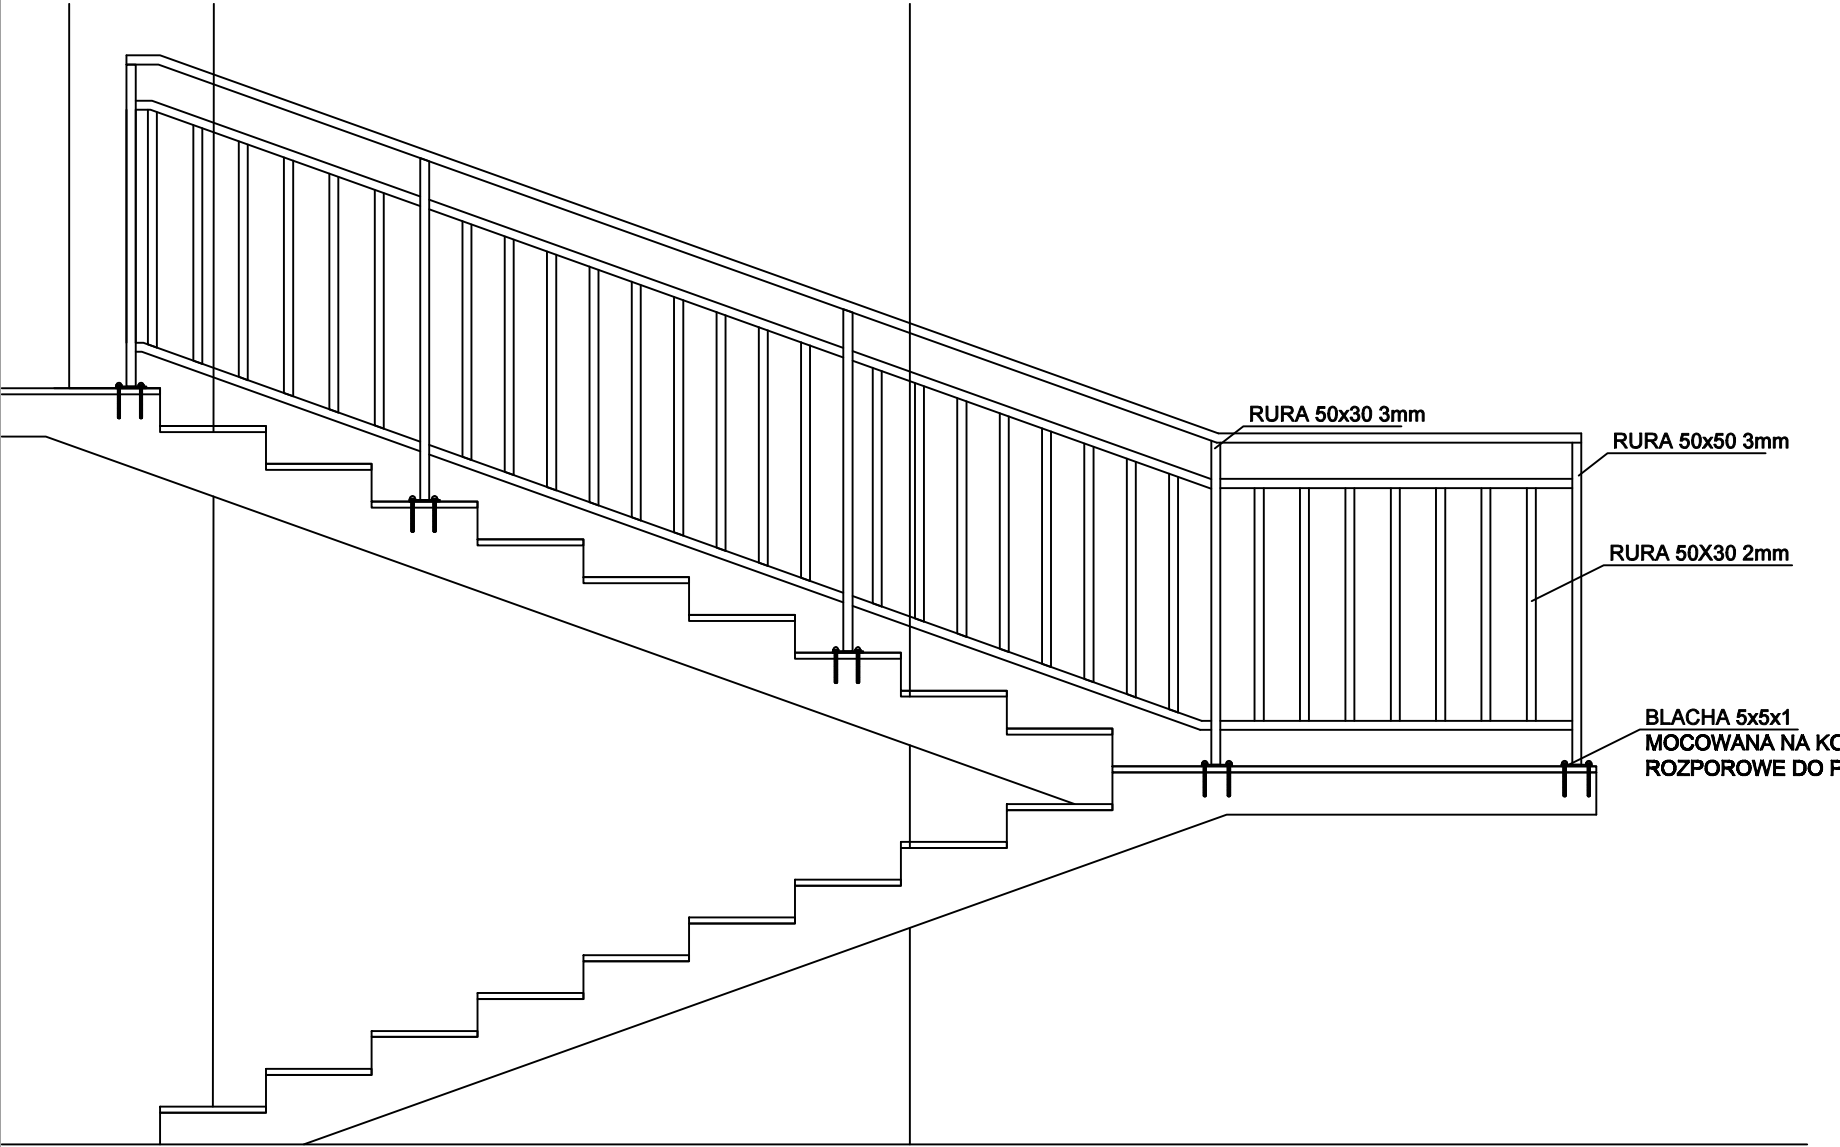 RURA 50x30 3mm
RURA 50x50 3mm
RURA 50X30 2mm
BLACHA 5x5x1
MOCOWANA NA
ROZPOROWE DO